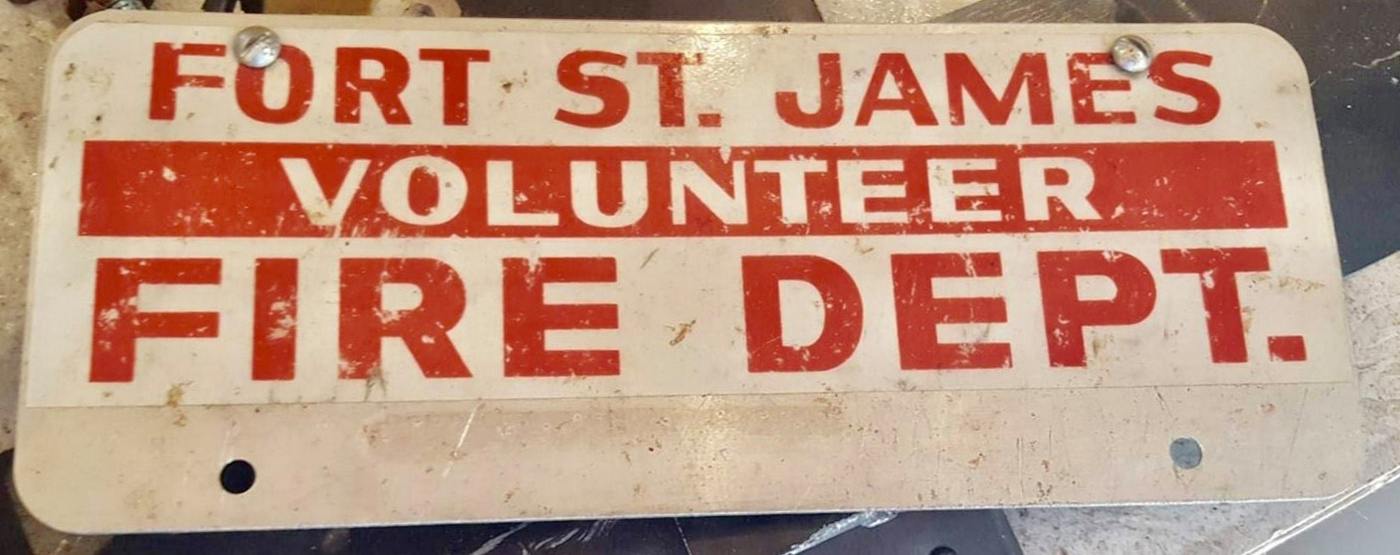 FORT ST. JAMES
VOLUNTEER
FIRE DEPT.